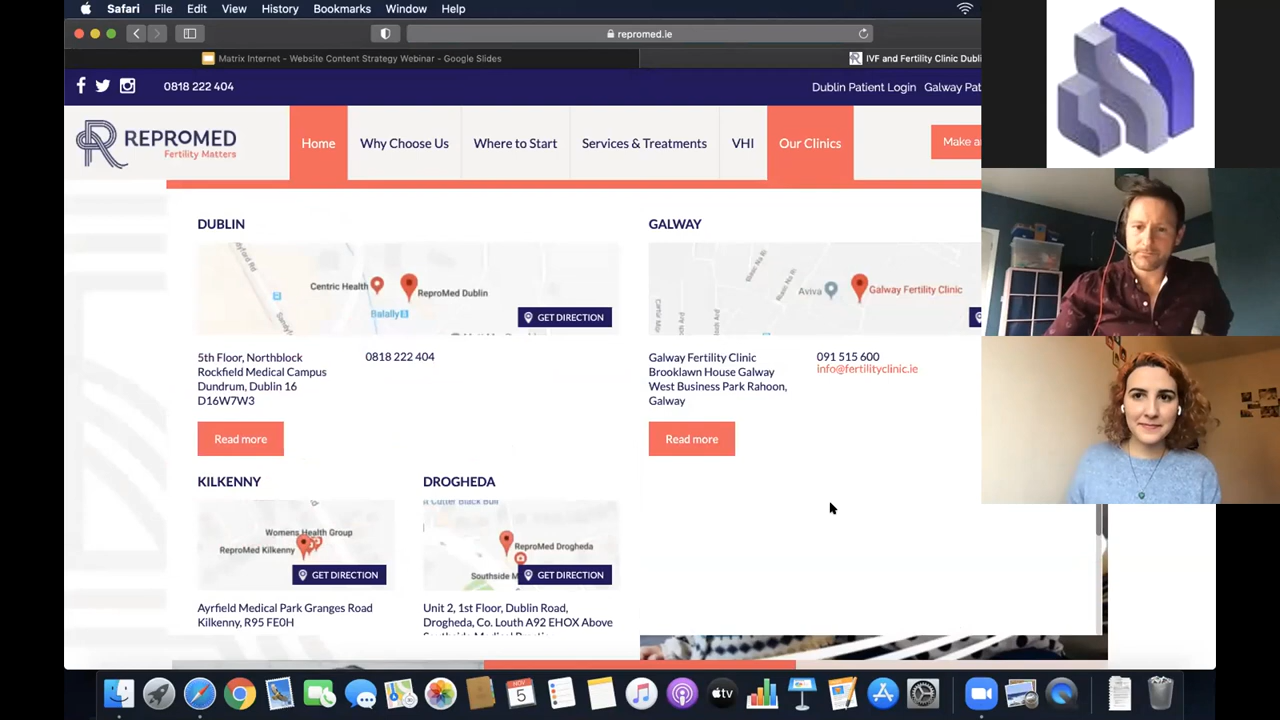 Safari File Edit View History Bookmarks Window Help
repromed.ie
Matrix Internet - Website Content Strategy Webinar - Google Slides
IVF and Fertility Clinic
0818 222 404
Dublin Patient Login Galway
REPROMED
Fertility Matters
Home Why Choose Us Where to Start Services & Treatments VHI Our Clinics
Make
DUBLIN
Centric Health
ReproMed Dublin
Balally
GET DIRECTION
5th Floor, Northblock
Rockfield Medical Campus
Dundrum, Dublin 16
D16W7W3
0818 222 404
Read more
GALWAY
Aviva
Galway Fertility Clinic
Galway Fertility Clinic
Brooklawn House Galway
West Business Park Rahoon,
Galway
091 515 600
info@fertilityclinic.ie
Read more
KILKENNY
Womens Health Group
ReproMed Kilkenny
GET DIRECTION
Ayrfield Medical Park Granges Road
Kilkenny, R95 FE0H
DROGHEDA
ReproMed Drogheda
Southside
GET DIRECTION
Unit 2, 1st Floor, Dublin Road,
Drogheda, Co. Louth A92 EHOX Above
NOV
5
tv